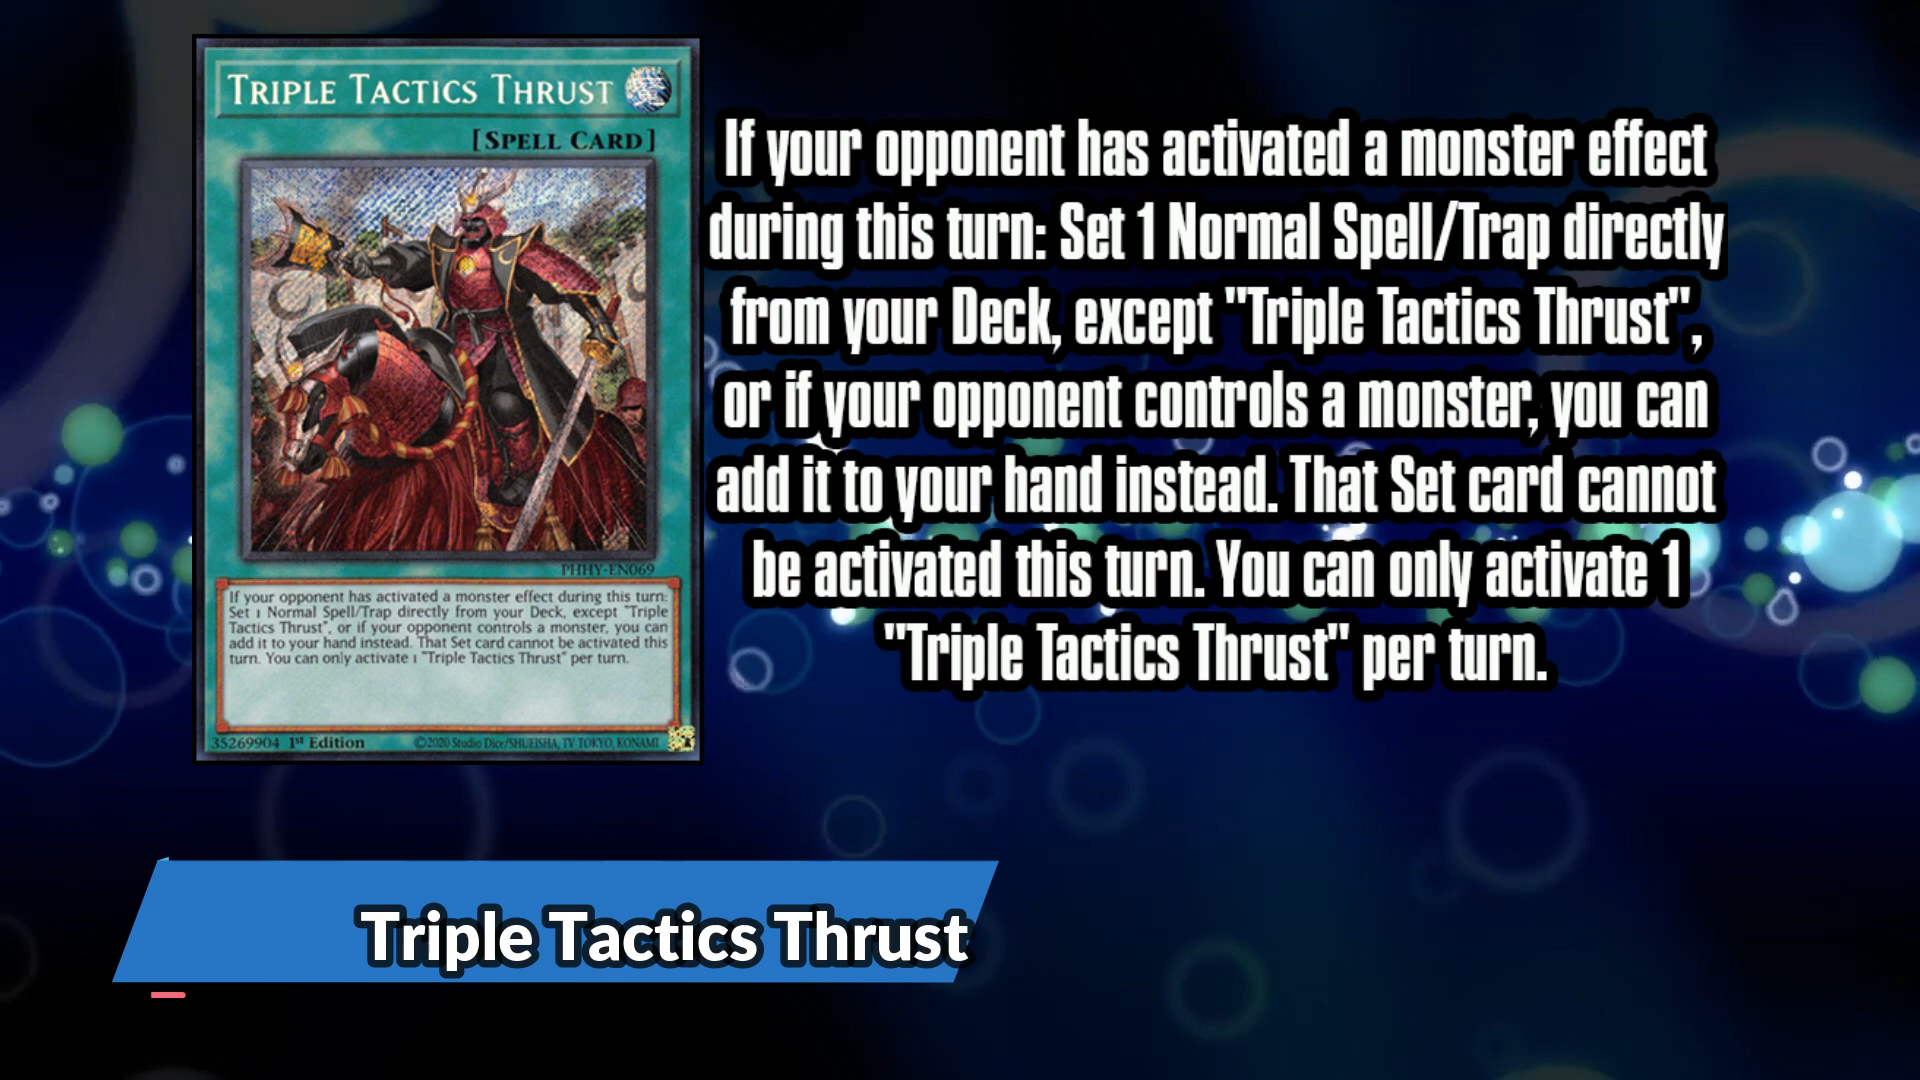 TRIPLE TACTICS THRUST
[SPELL CARD]
PHHY-EN069
If your opponent has activated a monster effect during this turn:
Set 1 Normal Spell/Trap directly from your Deck, except "Triple
Tactics Thrust", or if your opponent controls a monster, you can
add it to your hand instead. That Set card cannot be activated this
turn. You can only activate 1 "Triple Tactics Thrust" per turn.
35269904 1st Edition ©2020 Studio Dice/SHUEISHA, TV TOKYO, KONAMI
If your opponent has activated a monster effect
during this turn: Set 1 Normal Spell/Trap directly
from your Deck, except "Triple Tactics Thrust",
or if your opponent controls a monster, you can
add it to your hand instead. That Set card cannot
be activated this turn. You can only activate 1
"Triple Tactics Thrust" per turn.
Triple Tactics Thrust